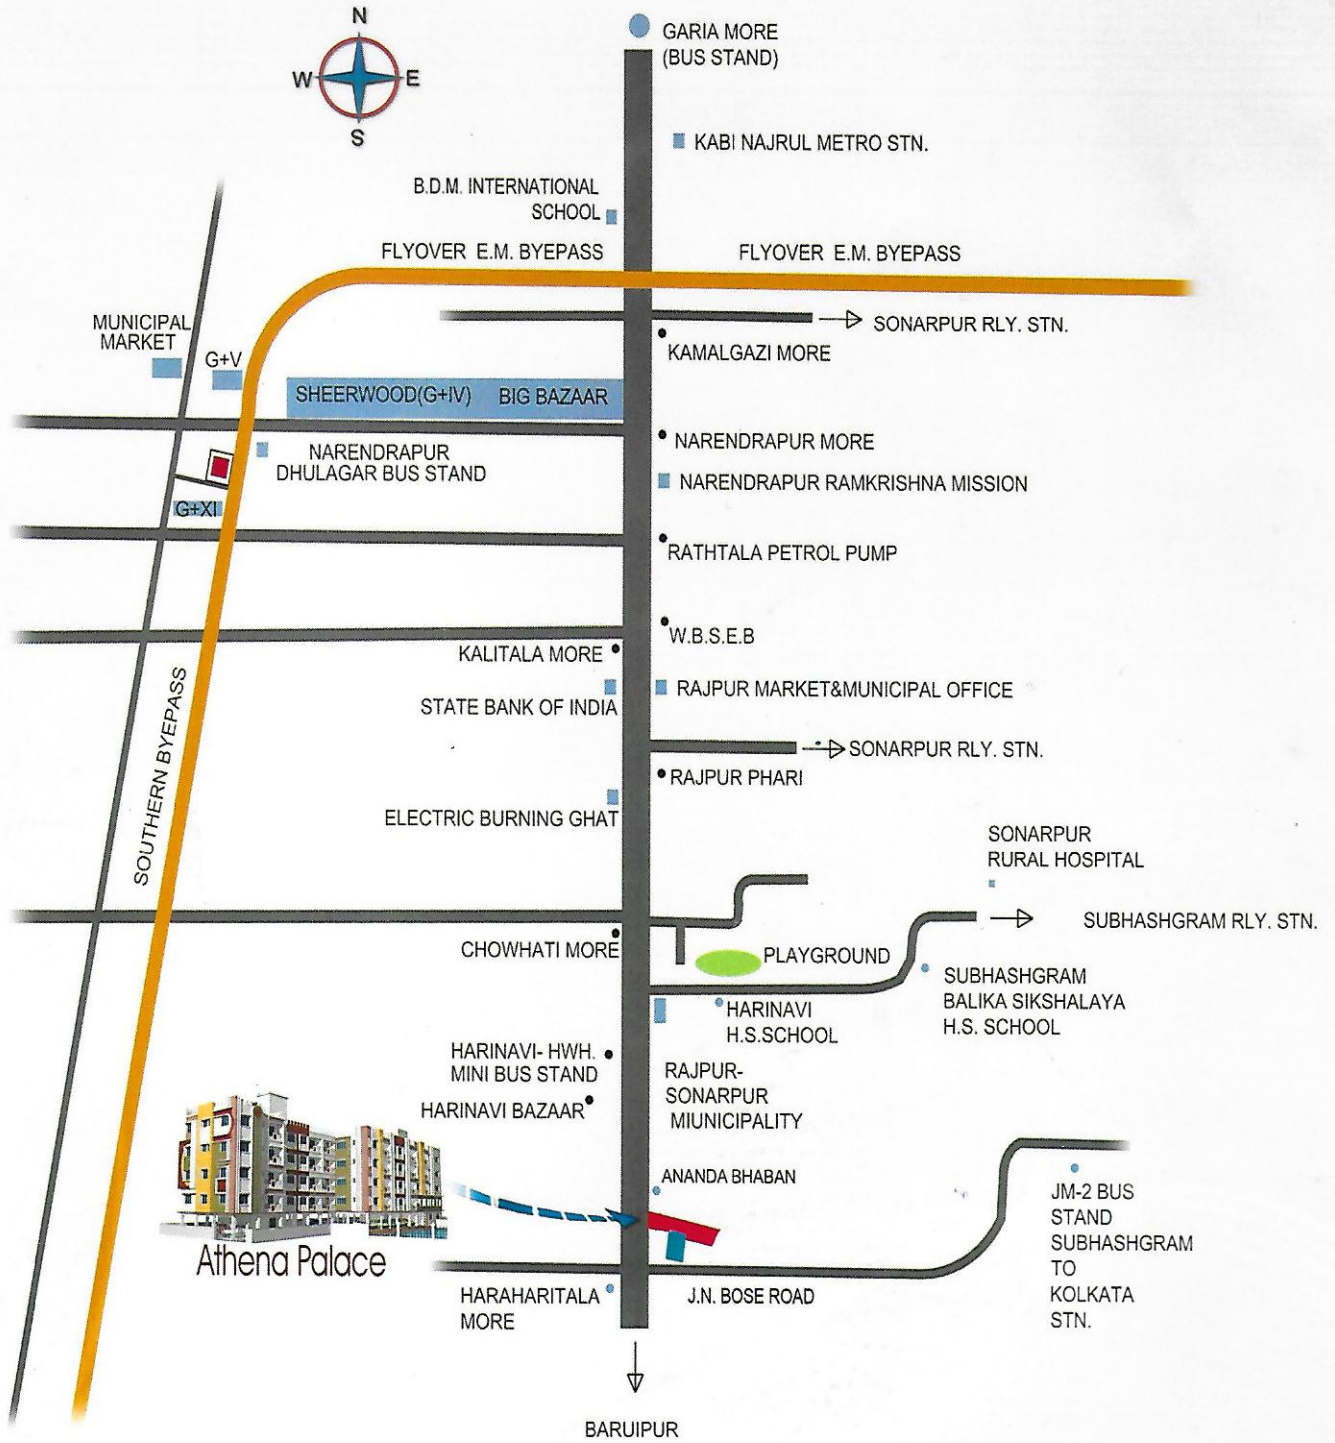 N
W E
S
GARIA MORE
(BUS STAND)
KABI NAJRUL METRO STN.
B.D.M. INTERNATIONAL
SCHOOL
FLYOVER E.M. BYEPASS
FLYOVER E.M. BYEPASS
MUNICIPAL
MARKET
G+V
SONARPUR RLY. STN.
KAMALGAZI MORE
SHEERWOOD(G+IV) BIG BAZAAR
NARENDRAPUR
DHULAGAR BUS STAND
NARENDRAPUR MORE
NARENDRAPUR RAMKRISHNA MISSION
G+XI
RATHTALA PETROL PUMP
W.B.S.E.B
KALITALA MORE
STATE BANK OF INDIA
RAJPUR MARKET&MUNICIPAL OFFICE
SOUTHERN BYEPASS
SONARPUR RLY. STN.
RAJPUR PHARI
ELECTRIC BURNING GHAT
SONARPUR
RURAL HOSPITAL
SUBHASHGRAM RLY. STN.
CHOWHATI MORE
PLAYGROUND
SUBHASHGRAM
BALIKA SIKSHALAYA
H.S. SCHOOL
HARINAVI
H.S.SCHOOL
HARINAVI- HWH.
MINI BUS STAND
HARINAVI BAZAAR
RAJPUR-
SONARPUR
MIUNICIPALITY
ANANDA BHABAN
JM-2 BUS
STAND
SUBHASHGRAM
TO
KOLKATA
STN.
Athena Palace
HARAHARITALA
MORE
J.N. BOSE ROAD
BARUIPUR